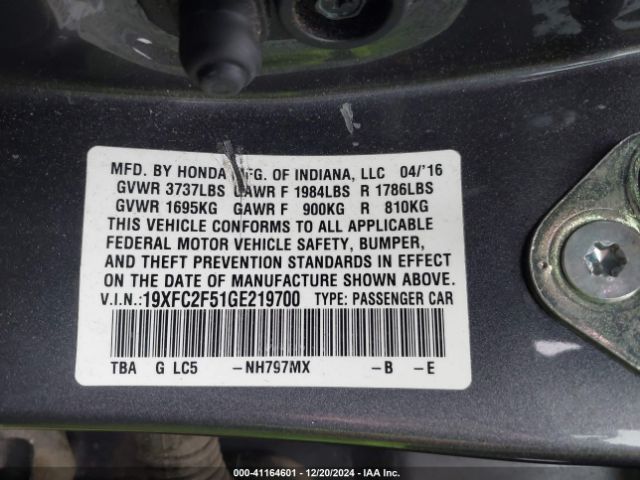 MFD. BY HONDA MFG. OF INDIANA, LLC 04/'16
GVWR 3737LBS GAWR F 1984LBS R 1786LBS
GVWR 1695KG GAWR F 900KG R 810KG
THIS VEHICLE CONFORMS TO ALL APPLICABLE
FEDERAL MOTOR VEHICLE SAFETY, BUMPER,
AND THEFT PREVENTION STANDARDS IN EFFECT
ON THE DATE OF MANUFACTURE SHOWN ABOVE.
V.I.N.:19XFC2F51GE219700 TYPE: PASSENGER CAR
TBA G LC5 -NH797MX -B -E
000-41164601 - 12/20/2024 - IAA Inc.